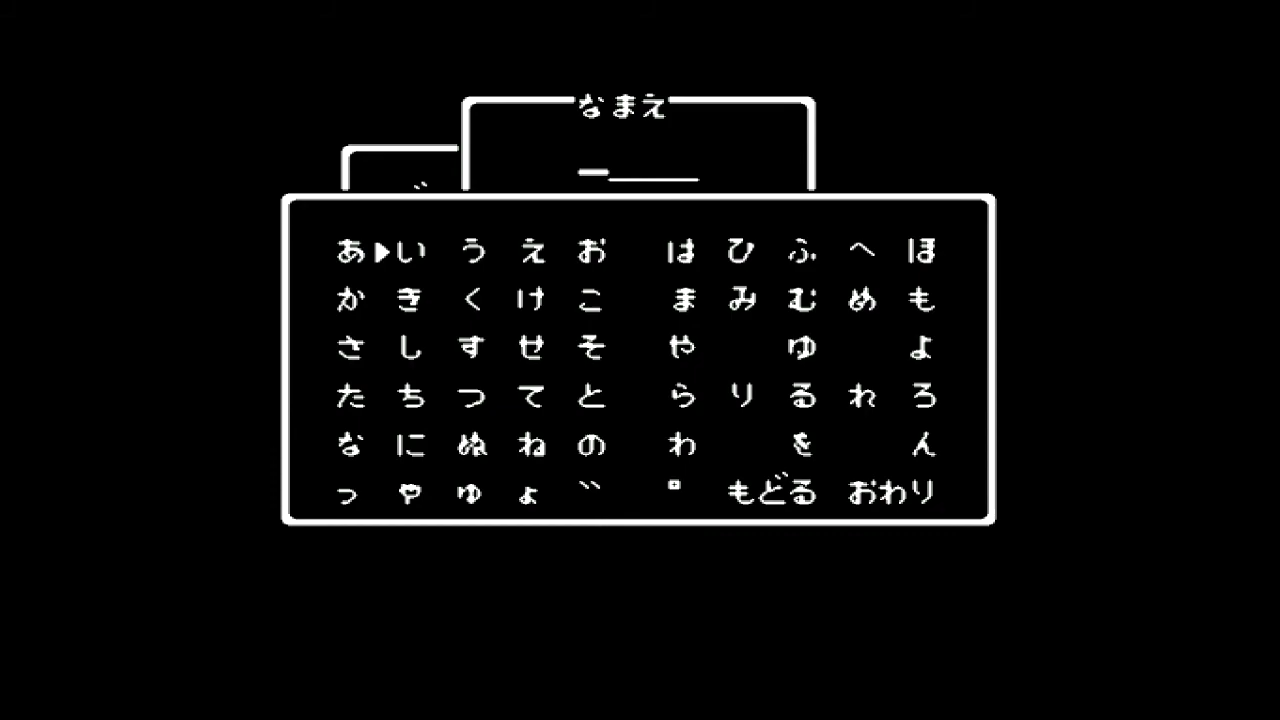 なまえ
あ▶い う え お は ひ ふ へ ほ
か き く け こ ま み む め も
さ し す せ そ や ゆ よ
た ち つ て と ら り る れ ろ
な に ぬ ね の わ を ん
っ ゃ ゅ ょ ゛ ゜ もどる おわり